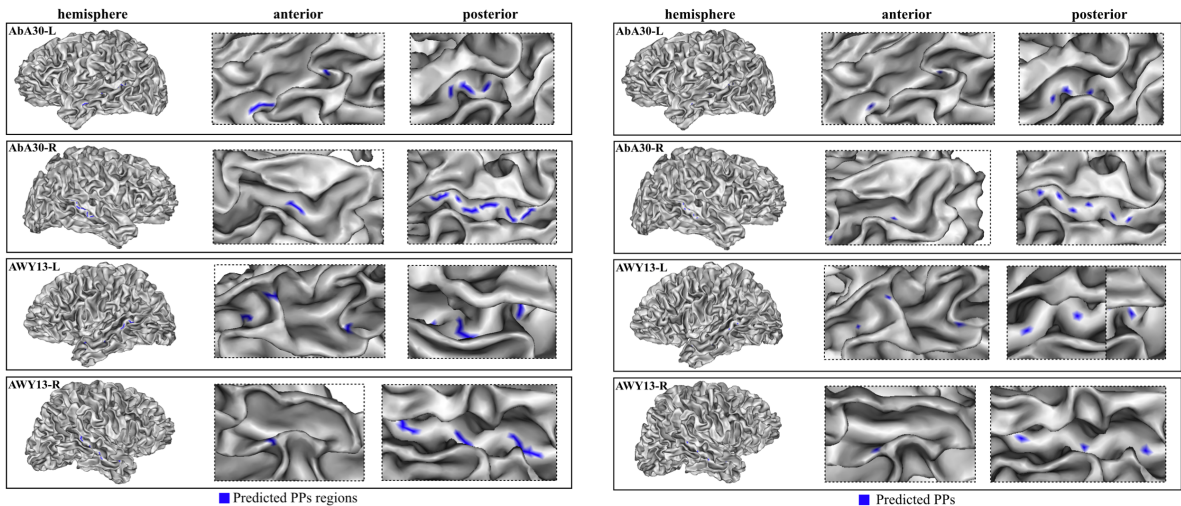 hemisphere anterior posterior
AbA30-L
AbA30-R
AWY13-L
AWY13-R
Predicted PPs regions
hemisphere anterior posterior
AbA30-L
AbA30-R
AWY13-L
AWY13-R
Predicted PPs